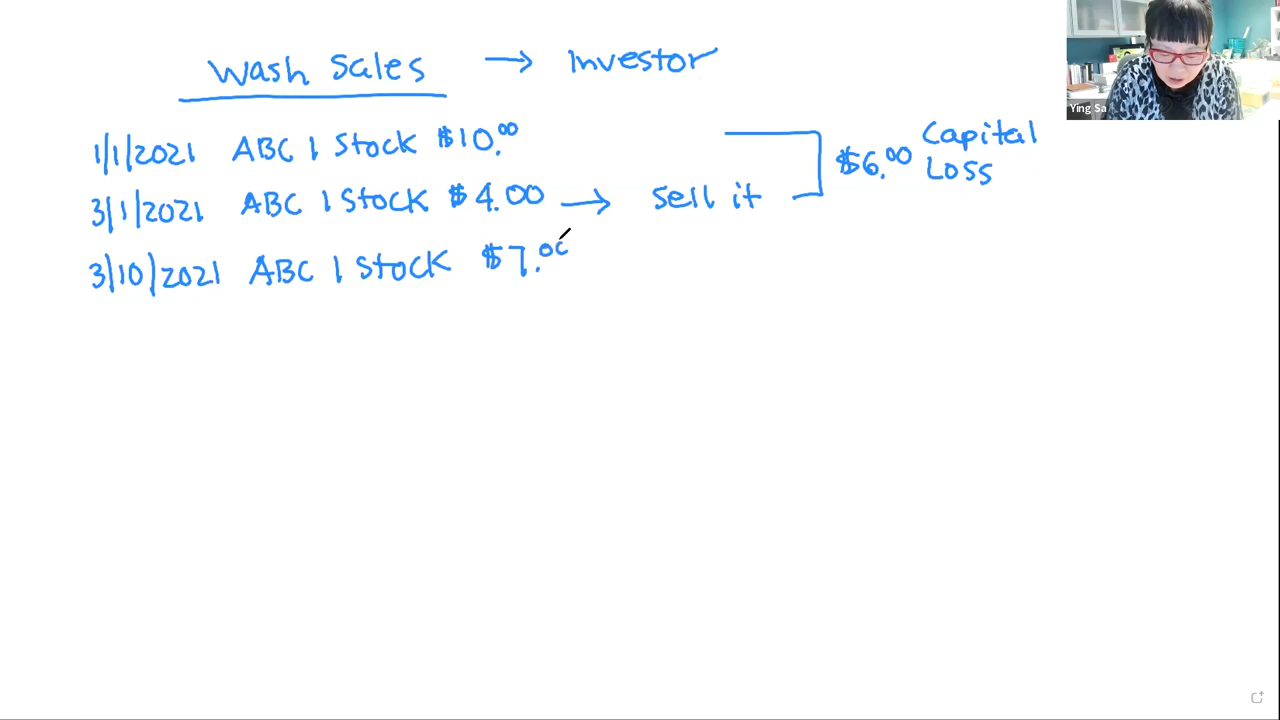 Wash Sales → Investor
1/1/2021 ABC 1 Stock $10.00
3/1/2021 ABC 1 Stock $4.00 → Sell it
$6.00 Capital
Loss
3/10/2021 ABC 1 Stock $7.00
Ying Sa